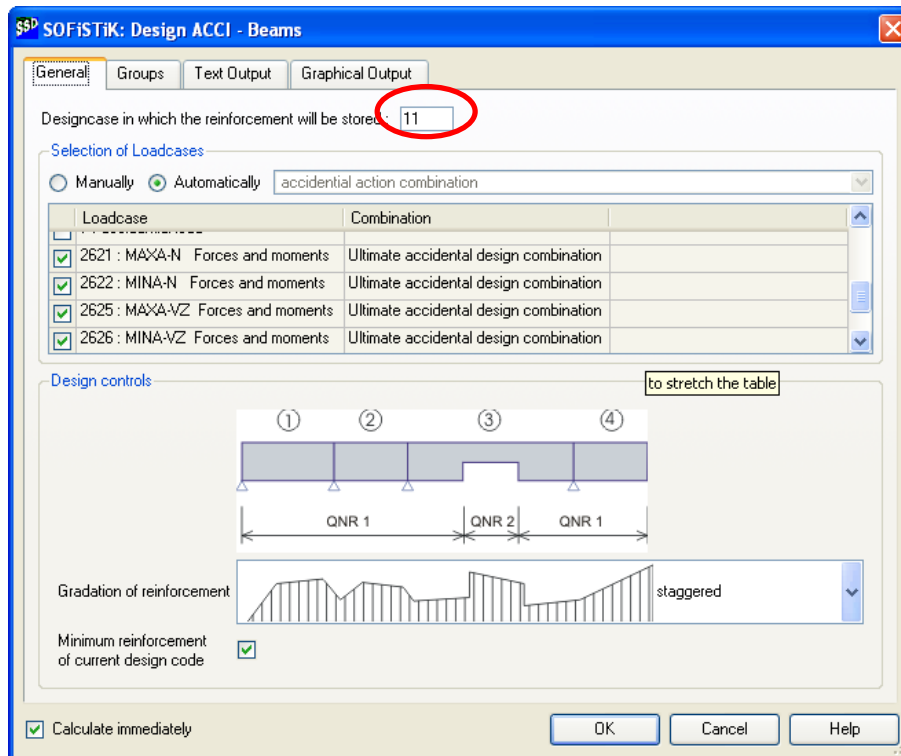 SOFiSTiK: Design ACCI - Beams
General Groups Text Output Graphical Output
Designcase in which the reinforcement will be stored : 11
Selection of Loadcases
Manually Automatically accidential action combination
Loadcase Combination
2621 : MAXA-N Forces and moments Ultimate accidental design combination
2622 : MINA-N Forces and moments Ultimate accidental design combination
2625 : MAXA-VZ Forces and moments Ultimate accidental design combination
2626 : MINA-VZ Forces and moments Ultimate accidental design combination
Design controls
to stretch the table
1 2 3 4
QNR 1 QNR 2 QNR 1
Gradation of reinforcement staggered
Minimum reinforcement
of current design code
Calculate immediately OK Cancel Help